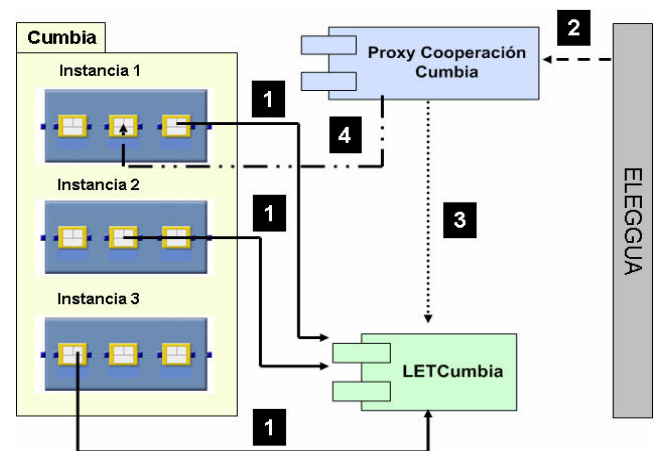 Cumbia
Instancia 1
Instancia 2
Instancia 3
1
1
1
Proxy Cooperación
Cumbia
2
4
3
LETCumbia
ELEGGUA